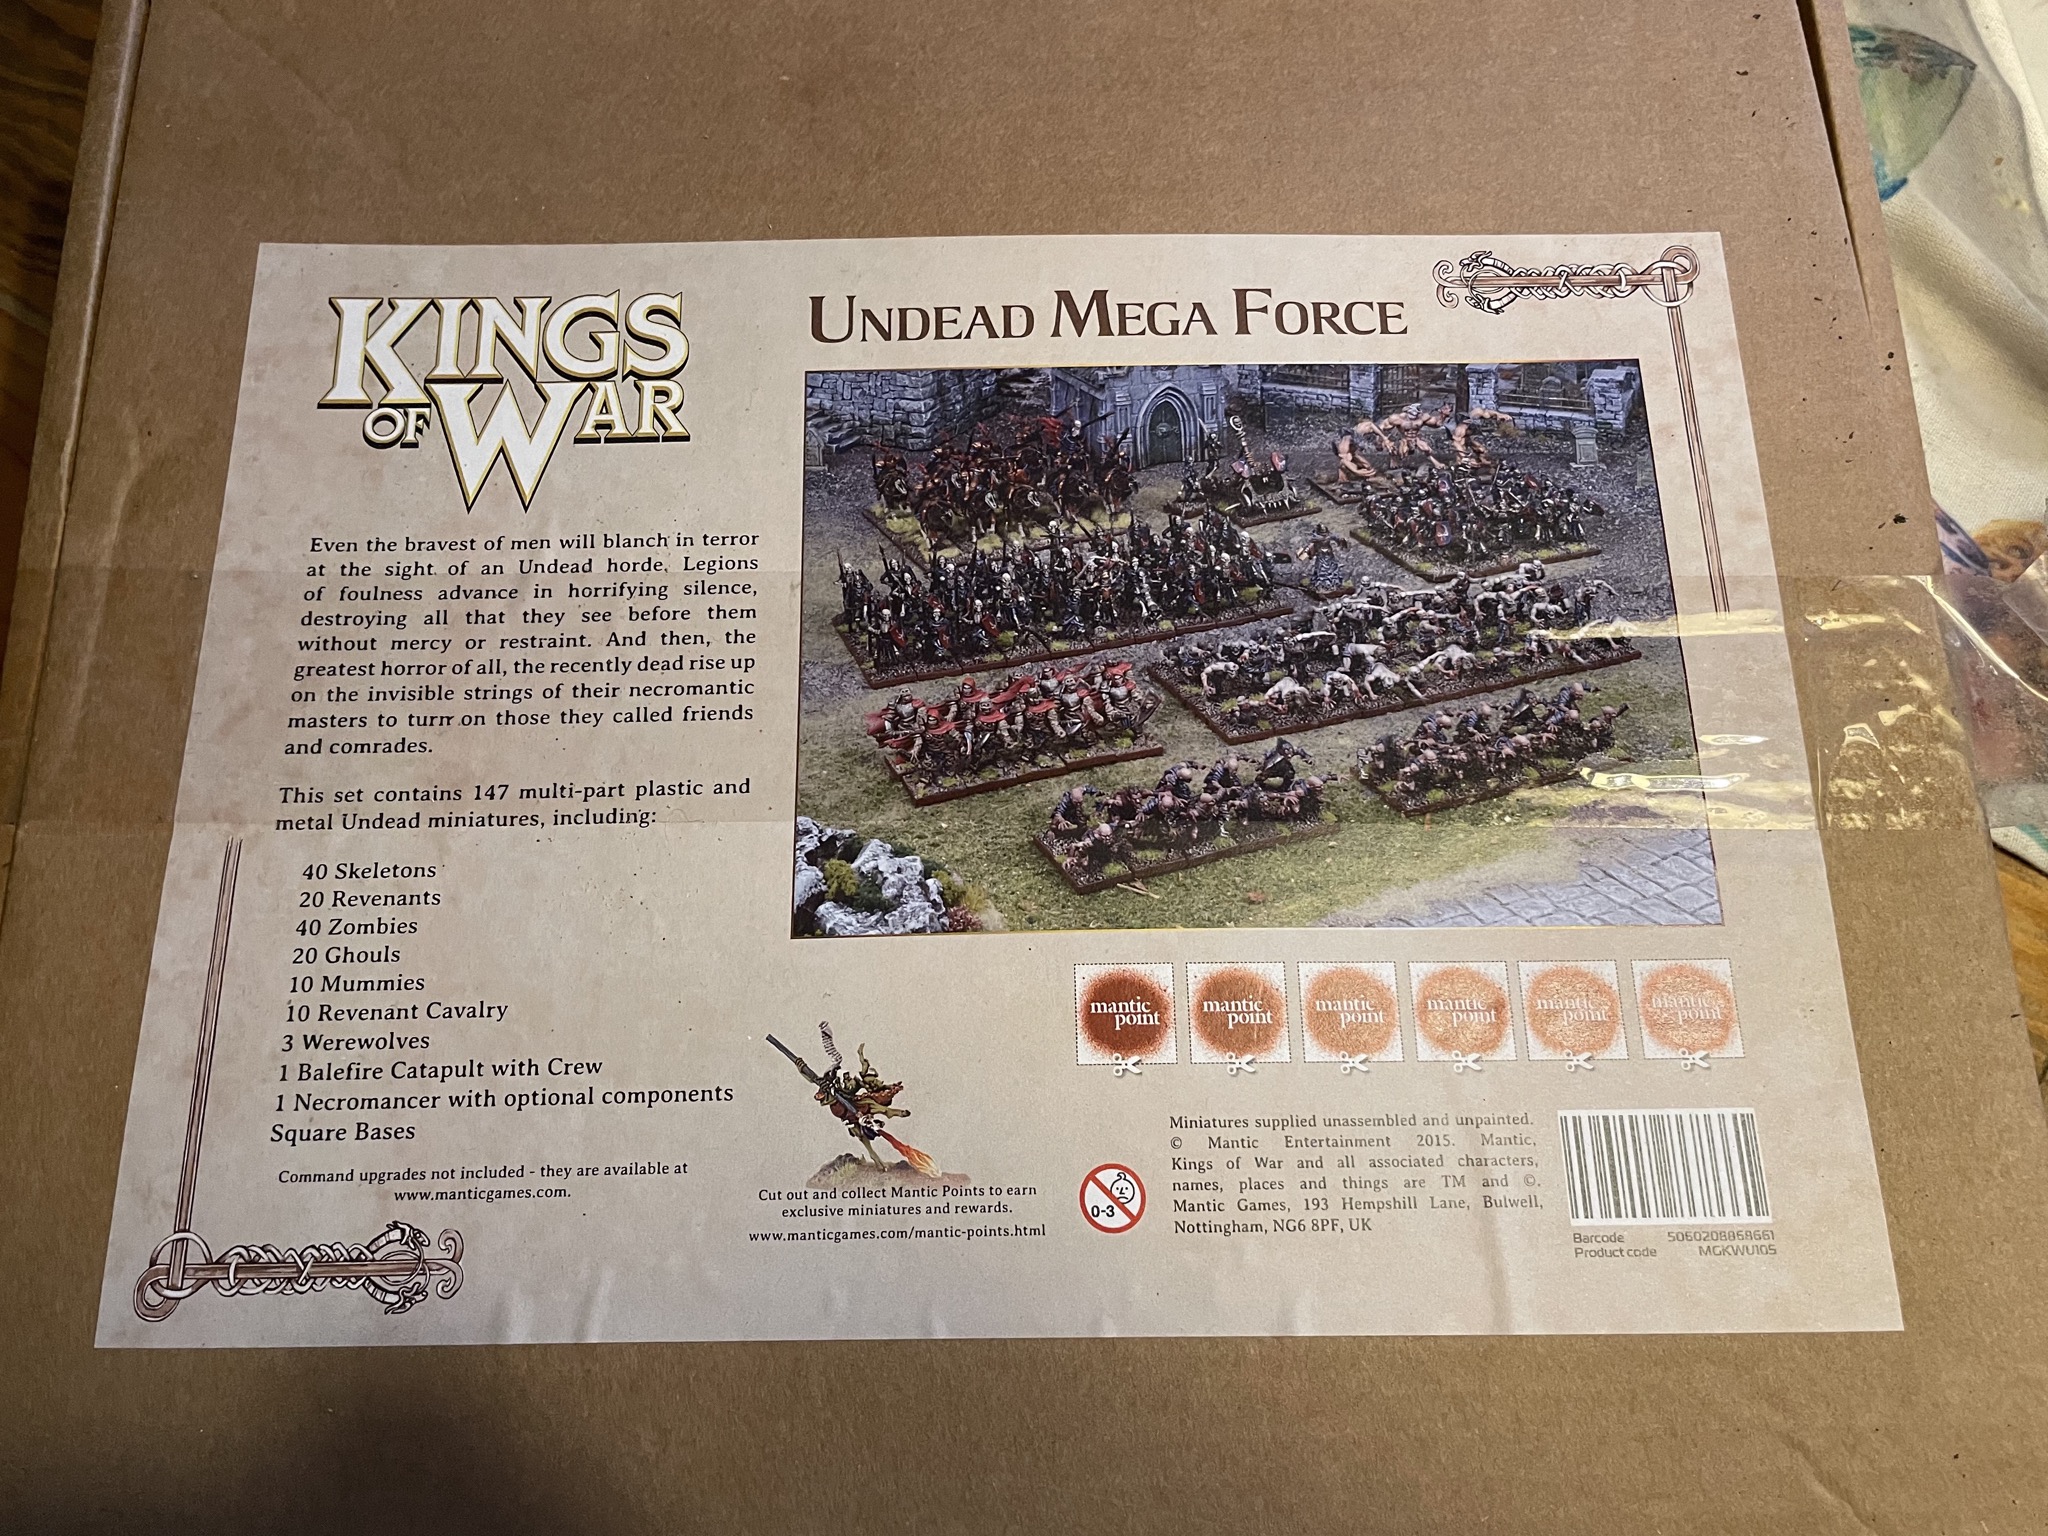 KINGS
OF WAR
UNDEAD MEGA FORCE
Even the bravest of men will blanch in terror
at the sight of an Undead horde. Legions
of foulness advance in horrifying silence,
destroying all that they see before them
without mercy or restraint. And then, the
greatest horror of all, the recently dead rise up
on the invisible strings of their necromantic
masters to turn on those they called friends
and comrades.
This set contains 147 multi-part plastic and
metal Undead miniatures, including:
40 Skeletons
20 Revenants
40 Zombies
20 Ghouls
10 Mummies
10 Revenant Cavalry
3 Werewolves
1 Balefire Catapult with Crew
1 Necromancer with optional components
Square Bases
Command upgrades not included - they are available at
www.manticgames.com.
mantic
point
mantic
point
mantic
point
mantic
point
mantic
point
mantic
point
Cut out and collect Mantic Points to earn
exclusive miniatures and rewards.
www.manticgames.com/mantic-points.html
0-3
Miniatures supplied unassembled and unpainted.
© Mantic Entertainment 2015. Mantic,
Kings of War and all associated characters,
names, places and things are TM and ©.
Mantic Games, 193 Hempshill Lane, Bulwell,
Nottingham, NG6 8PF, UK
Barcode 5060208868661
Product code MGKWU105